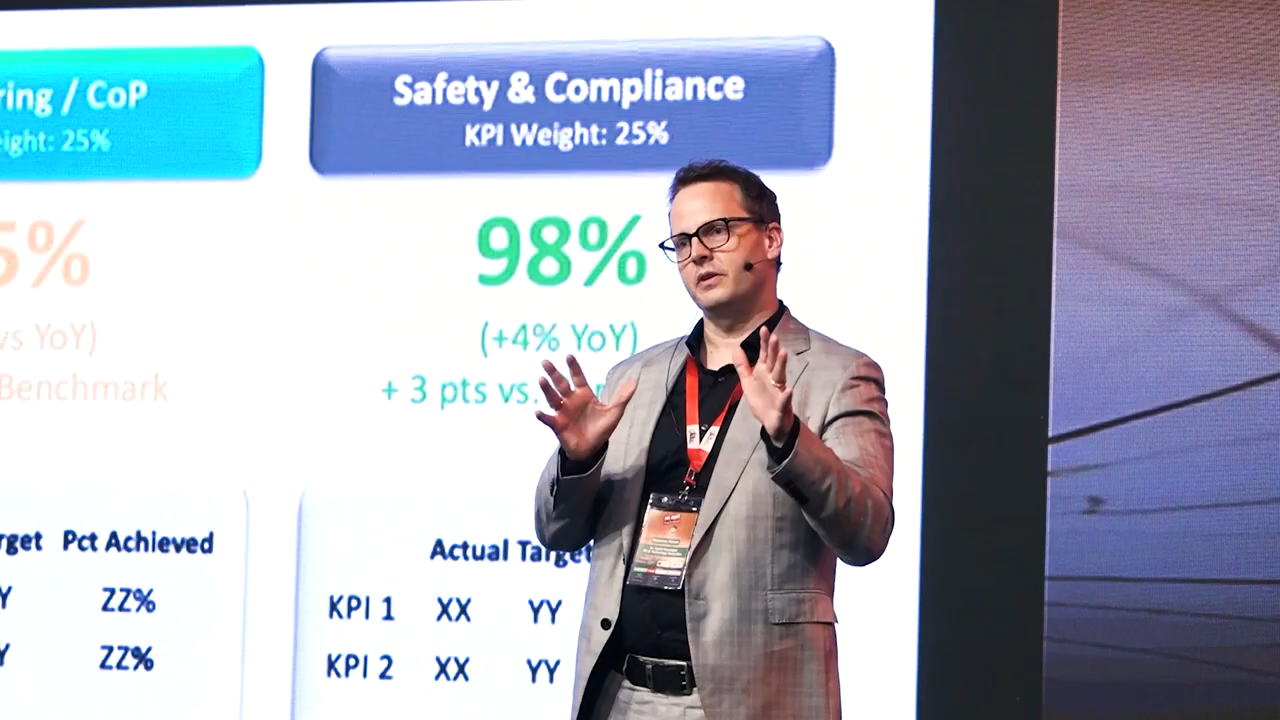 ring / CoP
eight: 25%
5%
vs YoY)
Benchmark
rget Pct Achieved
Y ZZ%
Y ZZ%
Safety & Compliance
KPI Weight: 25%
98%
(+4% YoY)
+ 3 pts vs.
Actual Target
KPI 1 XX YY
KPI 2 XX YY